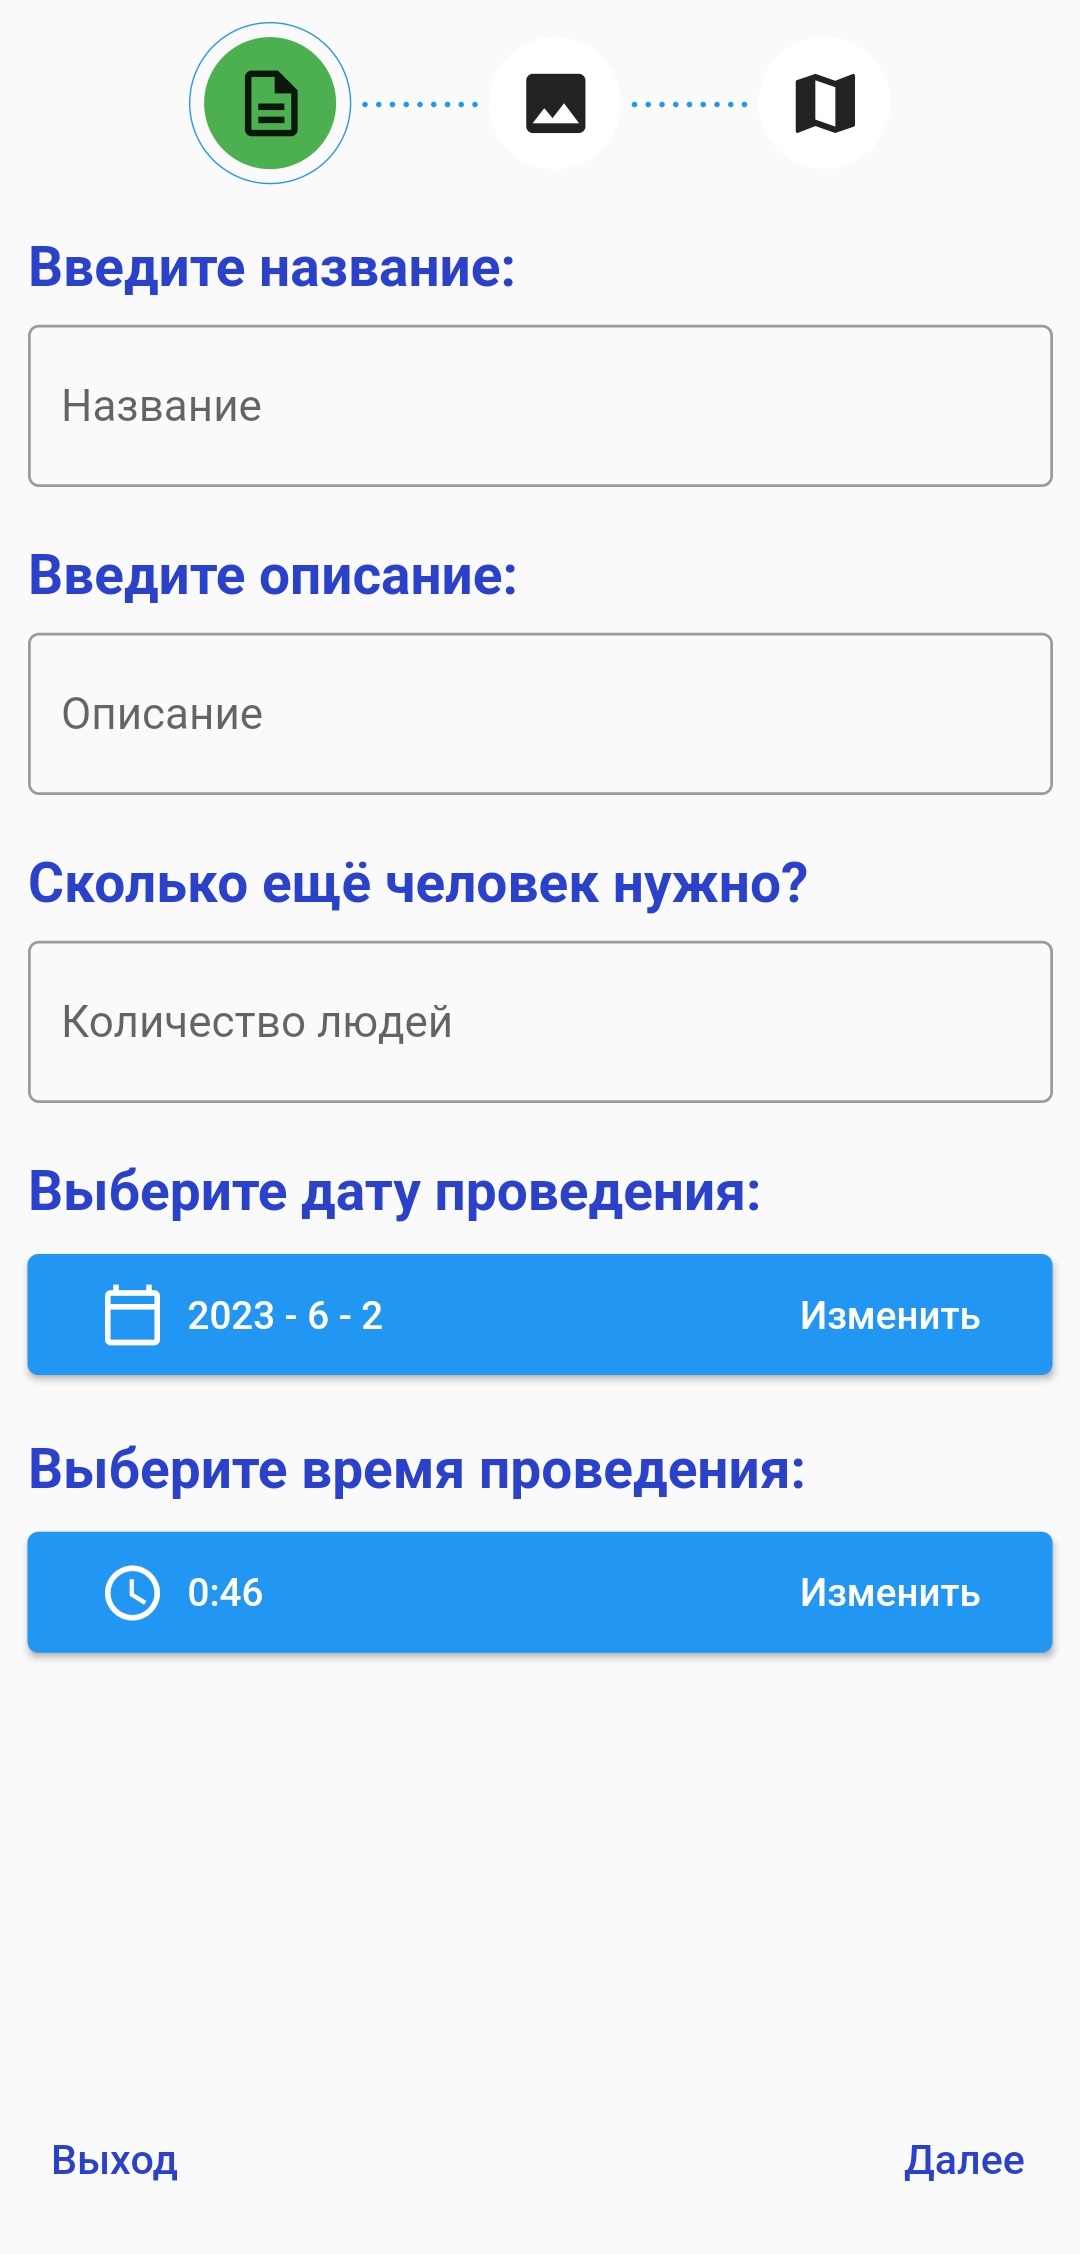 Введите название:
Название
Введите описание:
Описание
Сколько ещё человек нужно?
Количество людей
Выберите дату проведения:
2023 - 6 - 2 Изменить
Выберите время проведения:
0:46 Изменить
Выход Далее